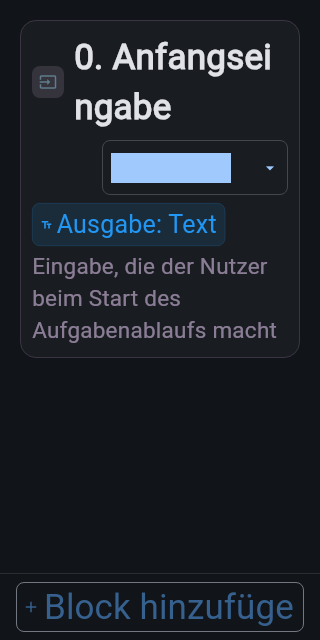 0. Anfangsei
ngabe
Ausgabe: Text
Eingabe, die der Nutzer
beim Start des
Aufgabenablaufs macht
+ Block hinzufüge